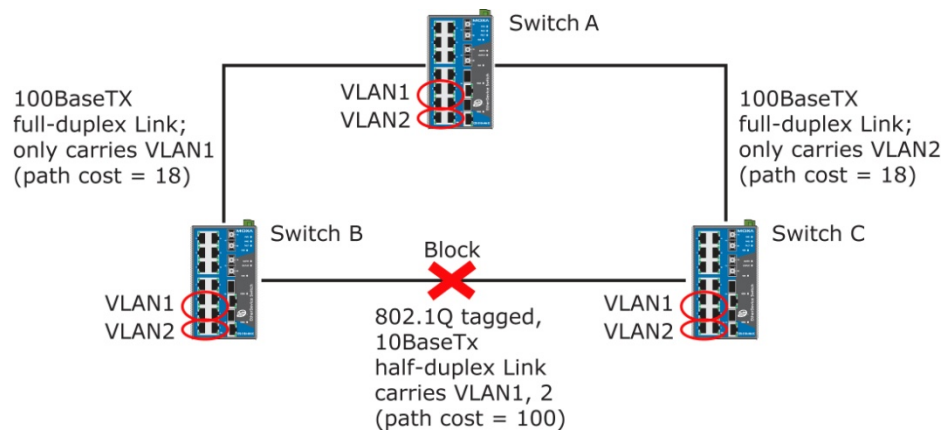 Switch A
VLAN1
VLAN2
100BaseTX
full-duplex Link;
only carries VLAN1
(path cost = 18)
100BaseTX
full-duplex Link;
only carries VLAN2
(path cost = 18)
Switch B
VLAN1
VLAN2
Block
Switch C
VLAN1
VLAN2
802.1Q tagged,
10BaseTx
half-duplex Link
carries VLAN1, 2
(path cost = 100)